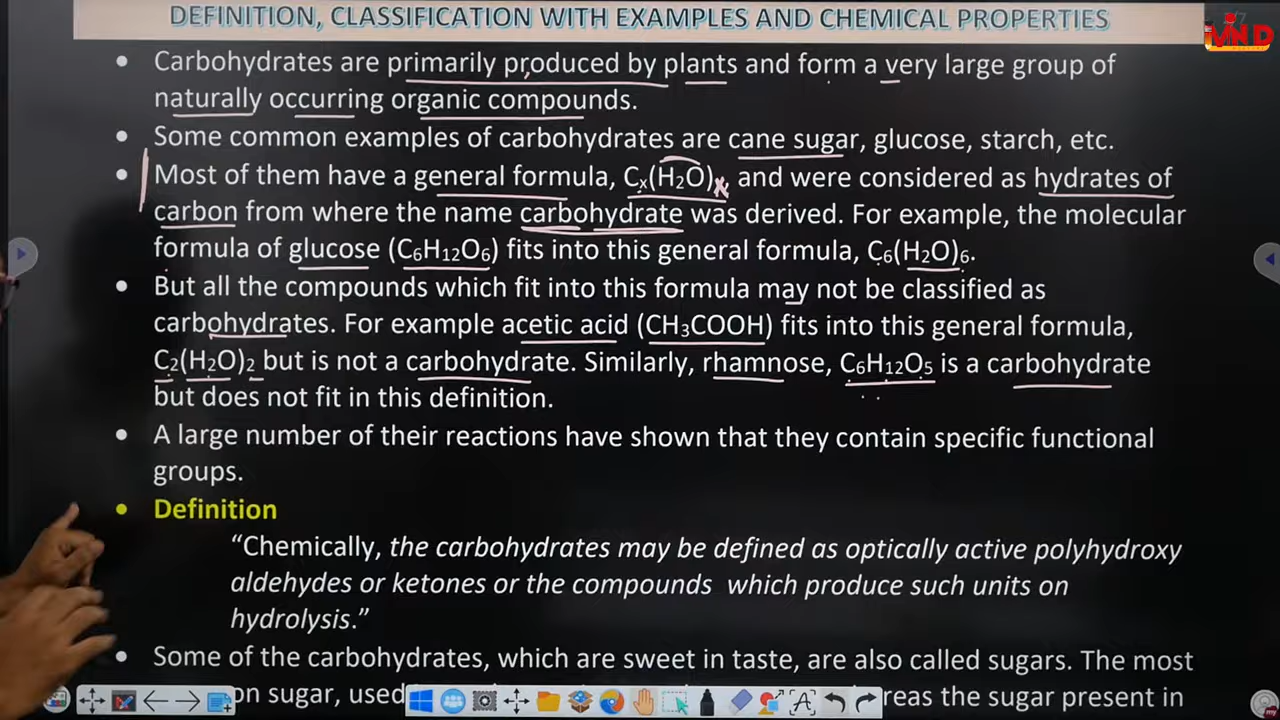 DEFINITION, CLASSIFICATION WITH EXAMPLES AND CHEMICAL PROPERTIES
MVND
• Carbohydrates are primarily produced by plants and form a very large group of
naturally occurring organic compounds.
• Some common examples of carbohydrates are cane sugar, glucose, starch, etc.
• Most of them have a general formula, Cₓ(H₂O)ₓ and were considered as hydrates of
carbon from where the name carbohydrate was derived. For example, the molecular
formula of glucose (C₆H₁₂O₆) fits into this general formula, C₆(H₂O)₆.
• But all the compounds which fit into this formula may not be classified as
carbohydrates. For example acetic acid (CH₃COOH) fits into this general formula,
C₂(H₂O)₂ but is not a carbohydrate. Similarly, rhamnose, C₆H₁₂O₅ is a carbohydrate
but does not fit in this definition.
• A large number of their reactions have shown that they contain specific functional
groups.
• Definition
“Chemically, the carbohydrates may be defined as optically active polyhydroxy
aldehydes or ketones or the compounds which produce such units on
hydrolysis.”
• Some of the carbohydrates, which are sweet in taste, are also called sugars. The most
on sugar, used reas the sugar present in